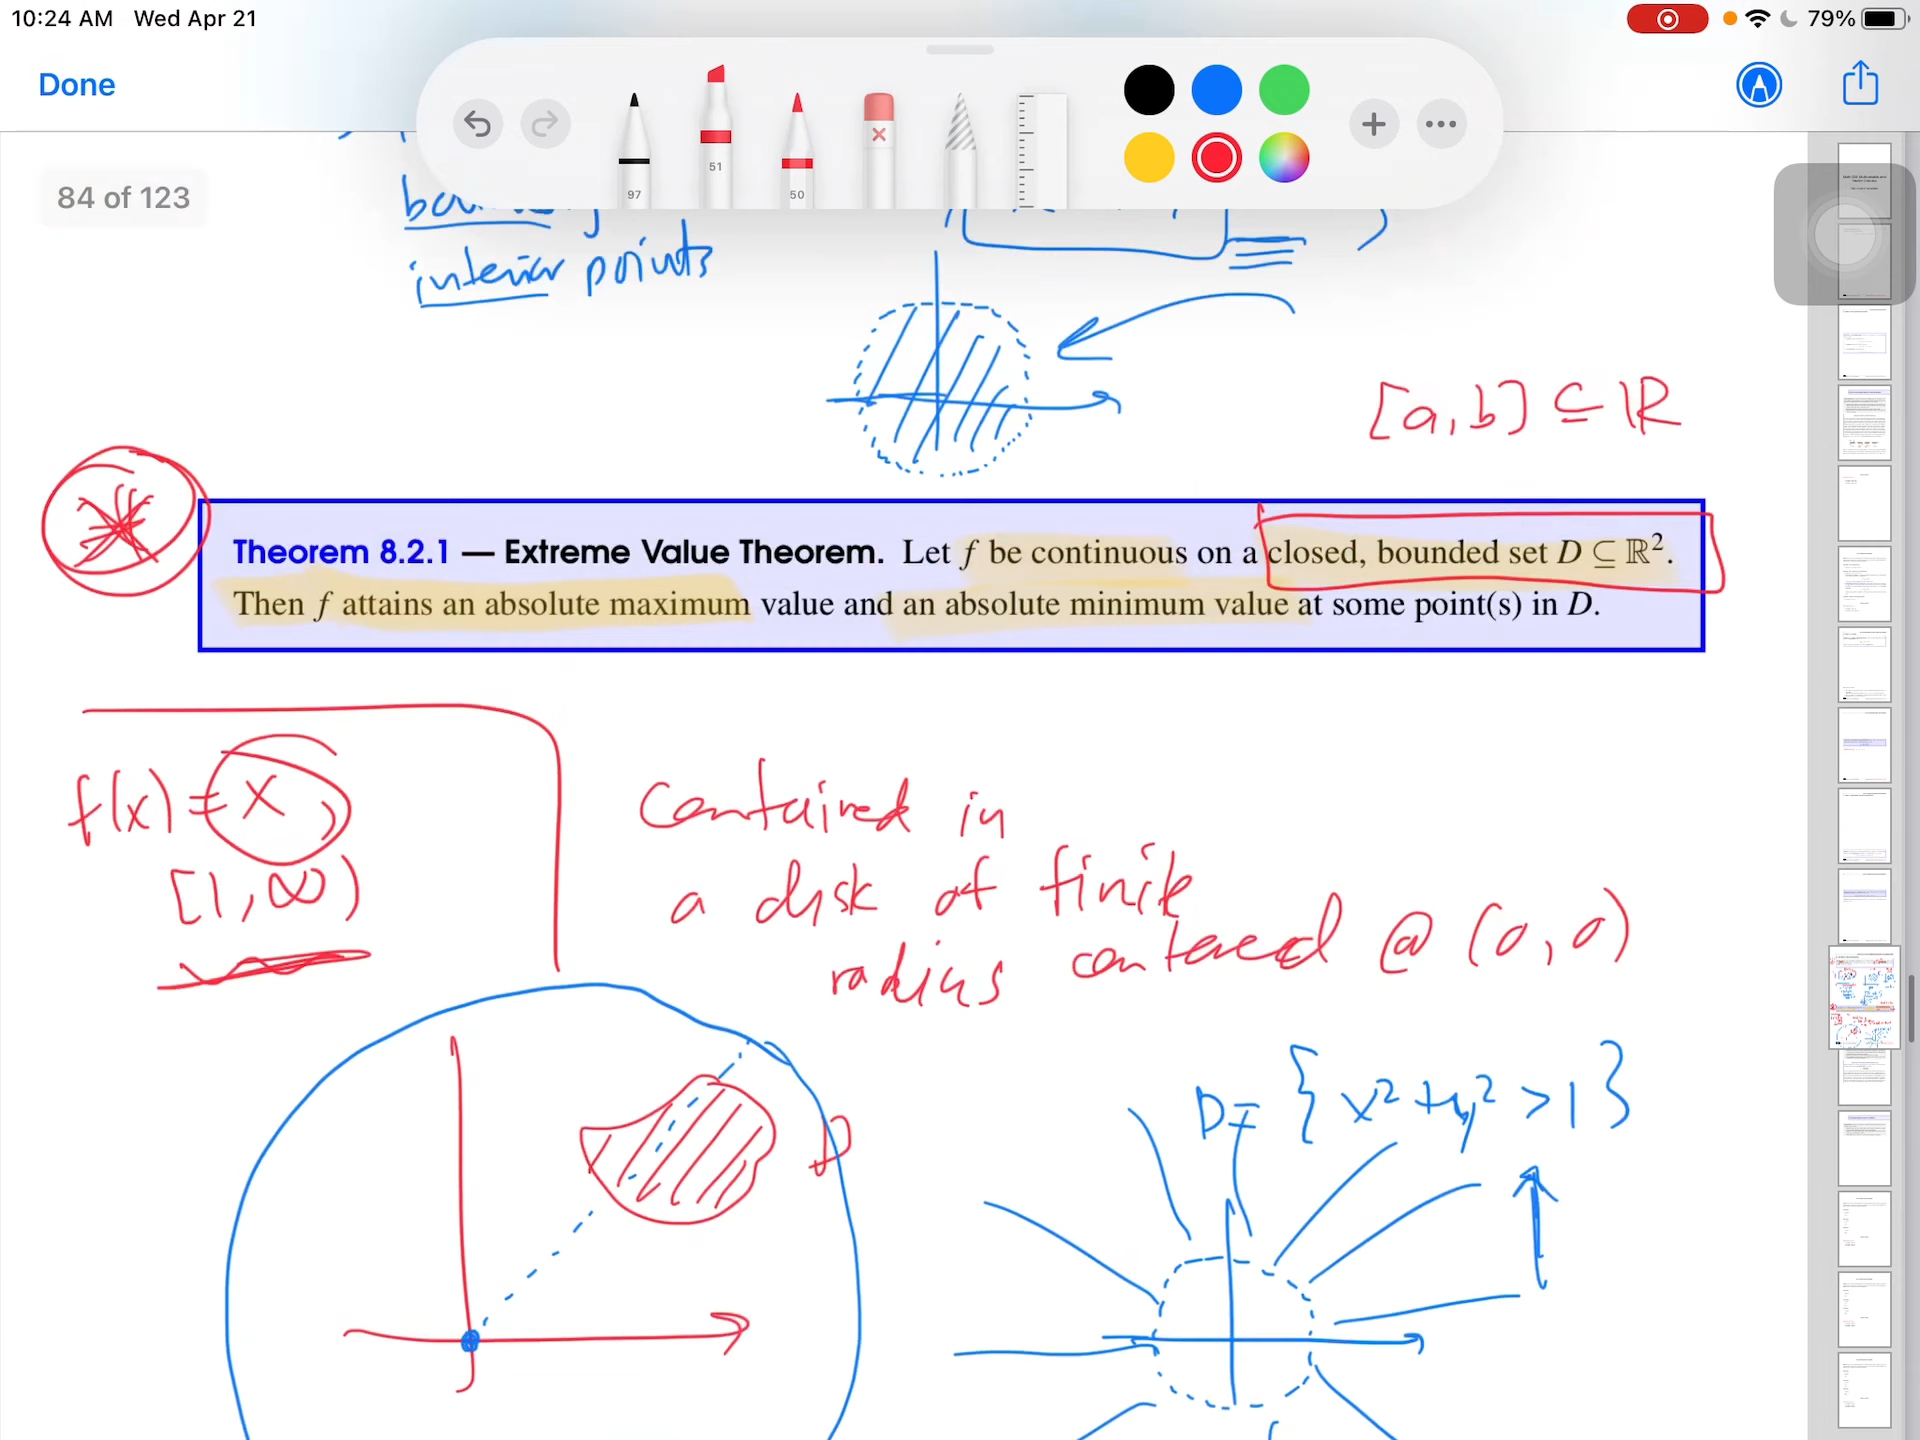 10:24 AM Wed Apr 21
79%
Done
97
51
50
84 of 123
interior points
[a,b] ⊆ ℝ
Theorem 8.2.1 — Extreme Value Theorem. Let f be continuous on a closed, bounded set D ⊆ ℝ².
Then f attains an absolute maximum value and an absolute minimum value at some point(s) in D.
f(x) = x,
[1, ∞)
contained in
a disk of finite
radius centered @ (0,0)
D = { x² + y² > 1 }
D